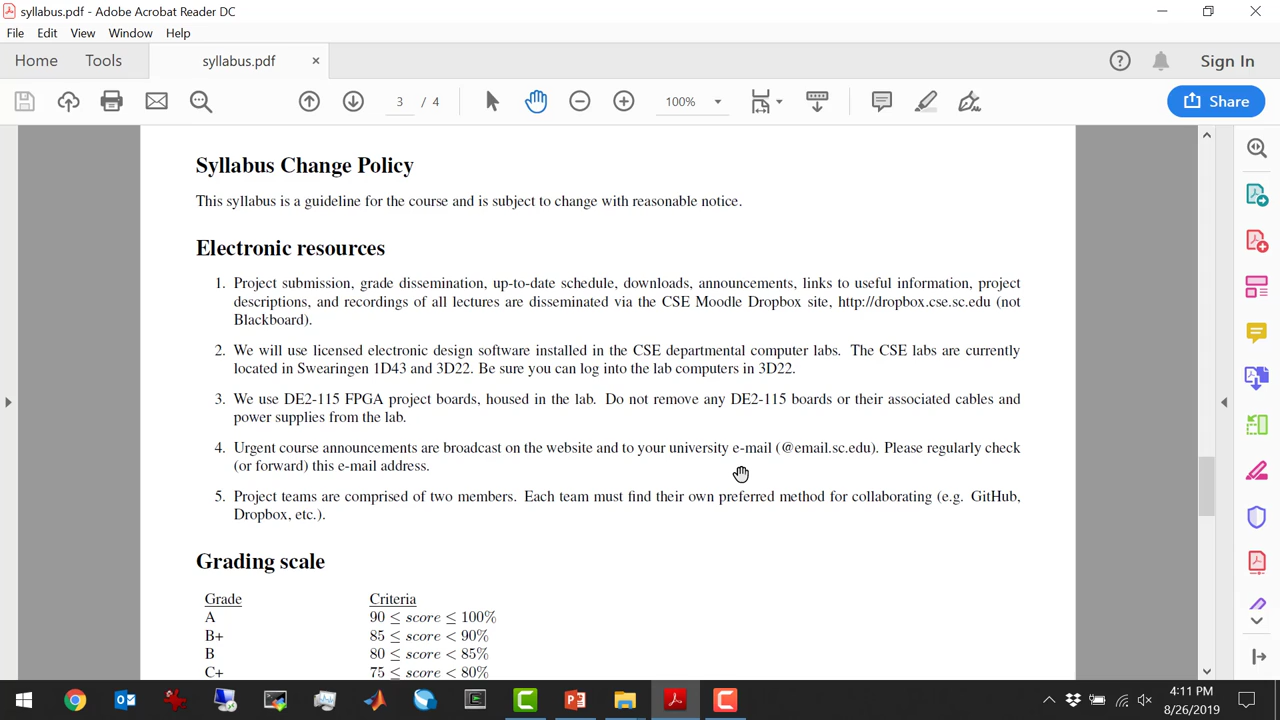 syllabus.pdf - Adobe Acrobat Reader DC
File Edit View Window Help
Home Tools syllabus.pdf × Sign In
3 / 4 100% Share
Syllabus Change Policy
This syllabus is a guideline for the course and is subject to change with reasonable notice.
Electronic resources
1. Project submission, grade dissemination, up-to-date schedule, downloads, announcements, links to useful information, project
descriptions, and recordings of all lectures are disseminated via the CSE Moodle Dropbox site, http://dropbox.cse.sc.edu (not
Blackboard).
2. We will use licensed electronic design software installed in the CSE departmental computer labs. The CSE labs are currently
located in Swearingen 1D43 and 3D22. Be sure you can log into the lab computers in 3D22.
3. We use DE2-115 FPGA project boards, housed in the lab. Do not remove any DE2-115 boards or their associated cables and
power supplies from the lab.
4. Urgent course announcements are broadcast on the website and to your university e-mail (@email.sc.edu). Please regularly check
(or forward) this e-mail address.
5. Project teams are comprised of two members. Each team must find their own preferred method for collaborating (e.g. GitHub,
Dropbox, etc.).
Grading scale
Grade Criteria
A 90 ≤ score ≤ 100%
B+ 85 ≤ score < 90%
B 80 ≤ score < 85%
C+ 75 ≤ score < 80%
4:11 PM
8/26/2019